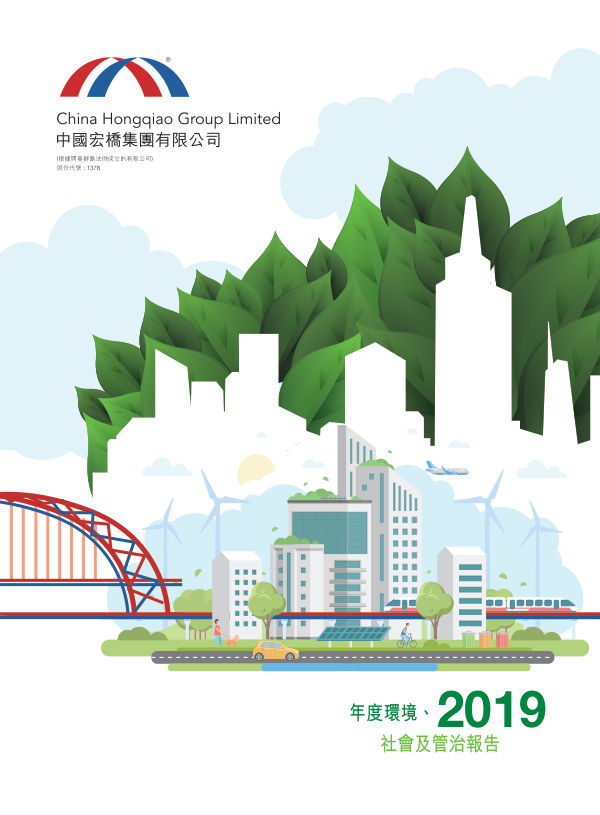 ®
China Hongqiao Group Limited
中國宏橋集團有限公司
(根據開曼群島法例成立的有限公司)
股份代號：1378
年度環境、2019
社會及管治報告